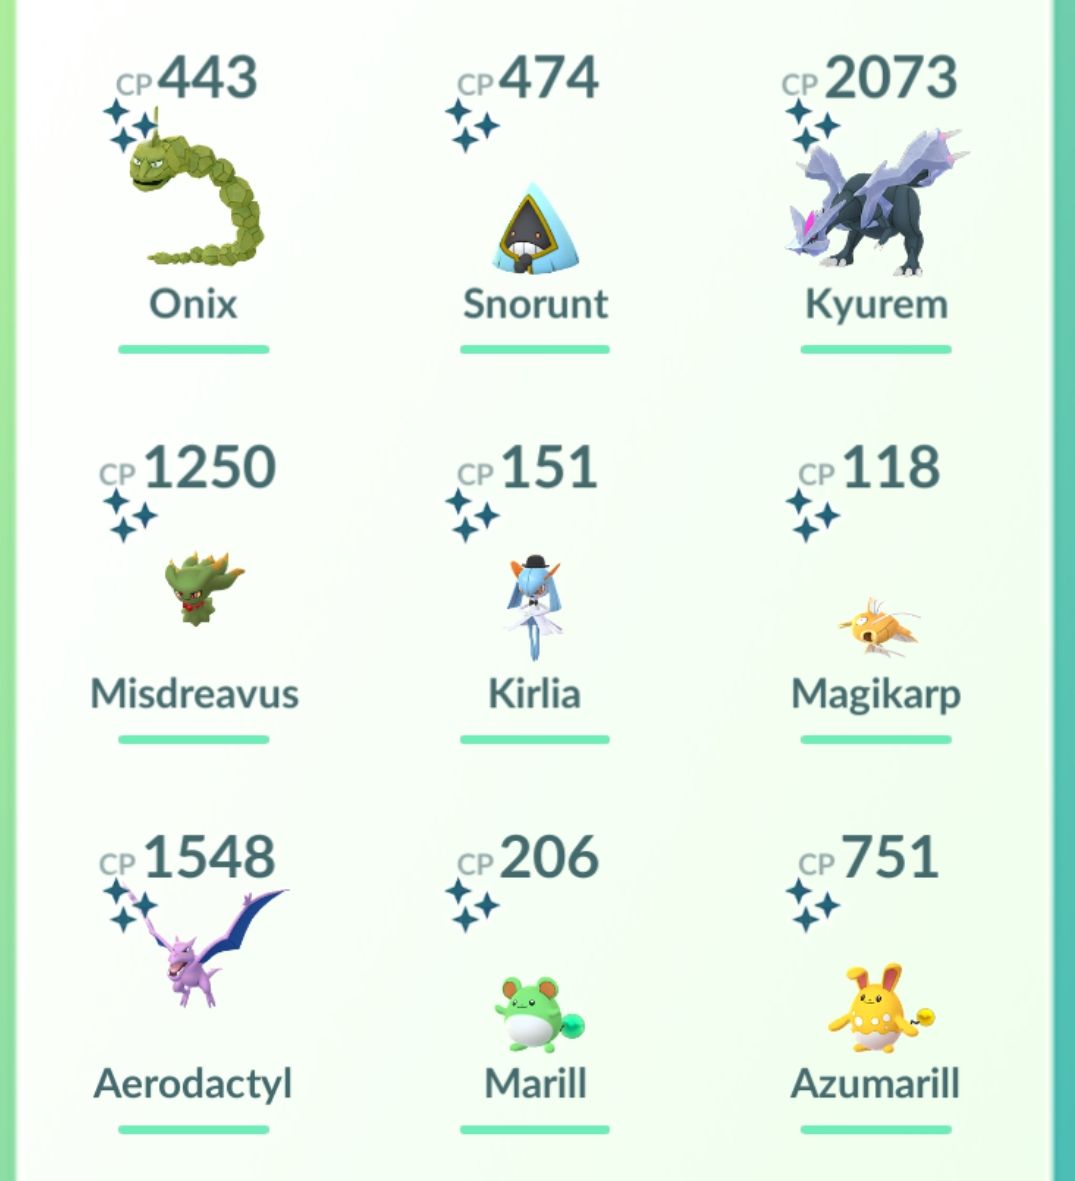 CP443 CP474 CP2073
Onix Snorunt Kyurem
CP1250 CP151 CP118
Misdreavus Kirlia Magikarp
CP1548 CP206 CP751
Aerodactyl Marill Azumarill